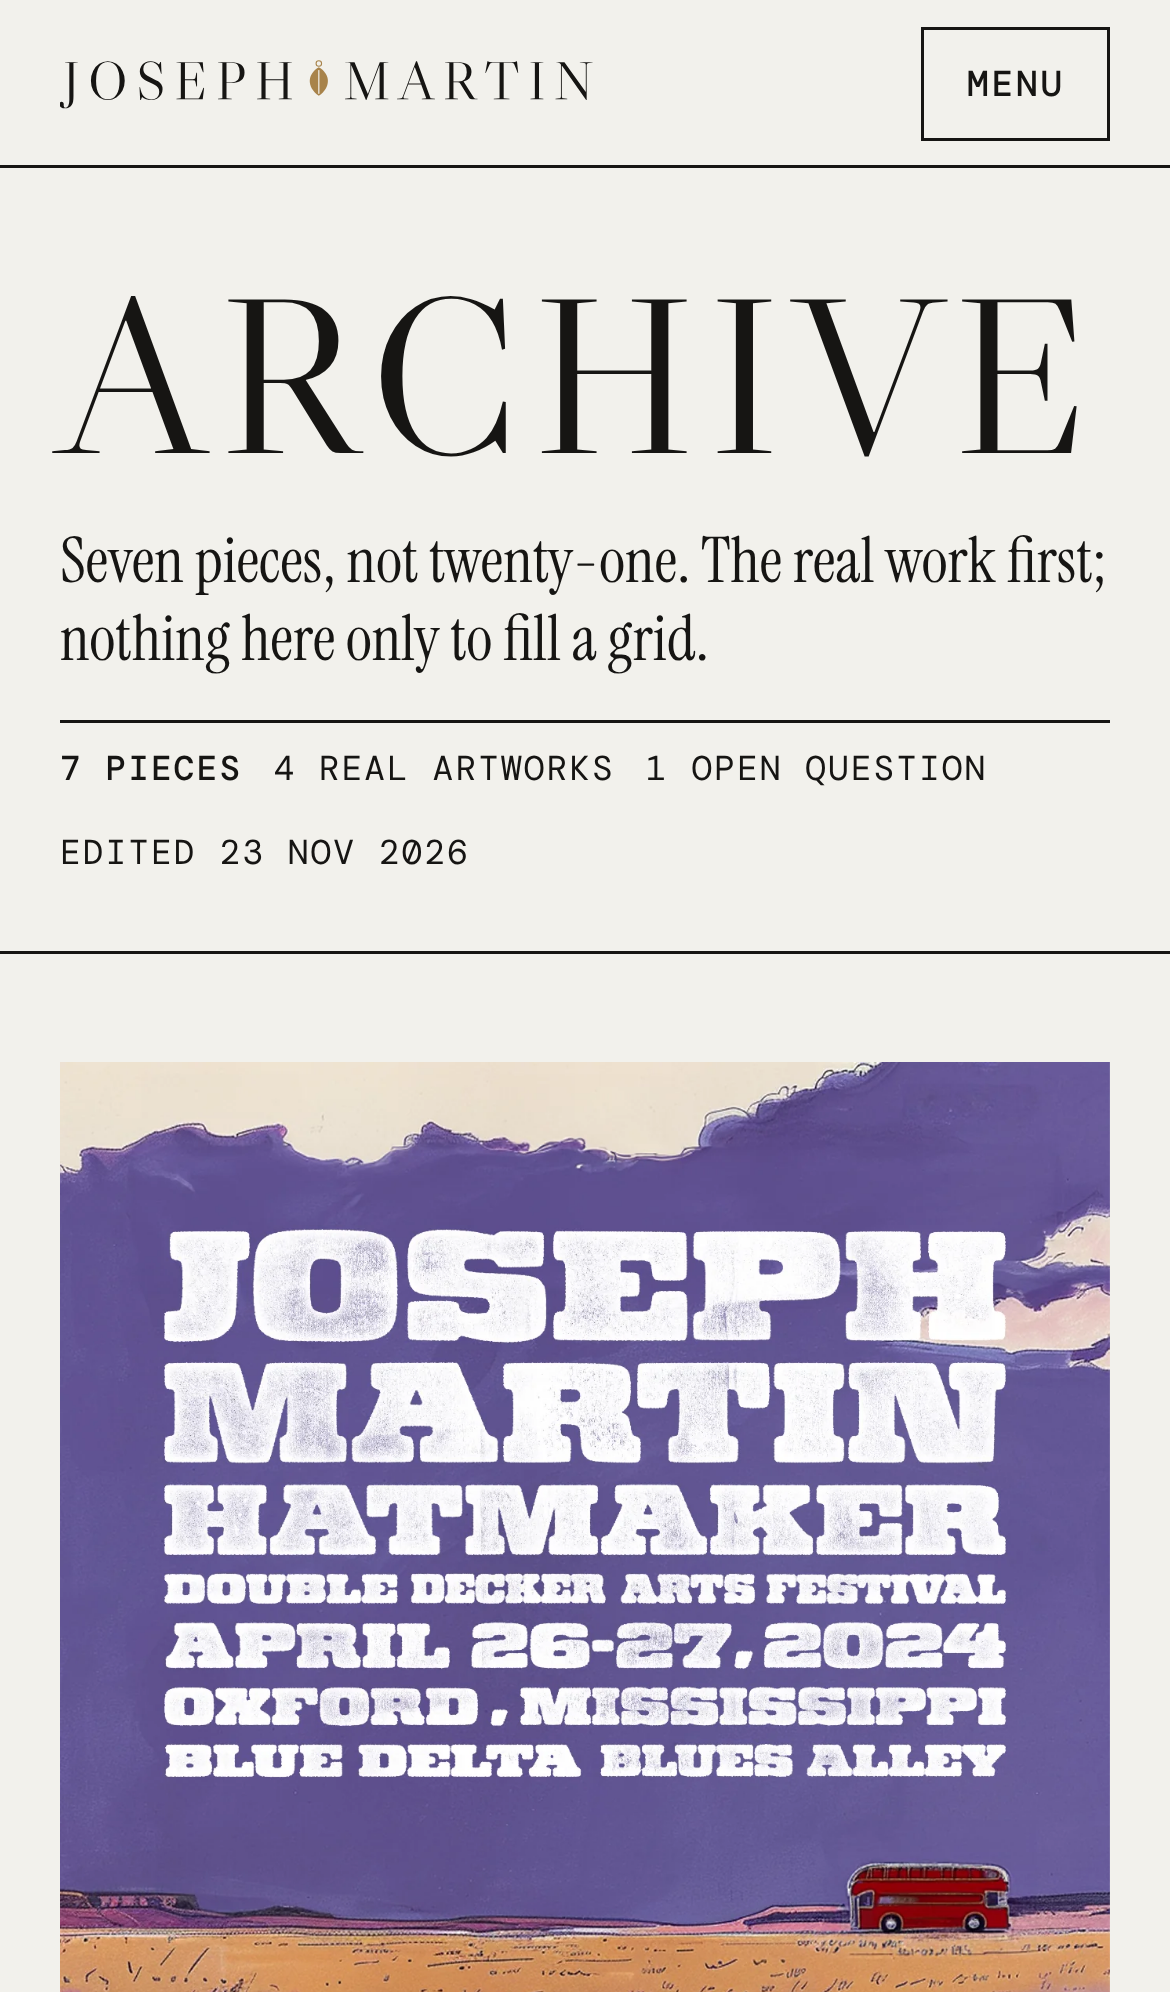 JOSEPH MARTIN
MENU
ARCHIVE
Seven pieces, not twenty-one. The real work first;
nothing here only to fill a grid.
7 PIECES 4 REAL ARTWORKS 1 OPEN QUESTION
EDITED 23 NOV 2026
JOSEPH
MARTIN
HATMAKER
DOUBLE DECKER ARTS FESTIVAL
APRIL 26-27, 2024
OXFORD, MISSISSIPPI
BLUE DELTA BLUES ALLEY